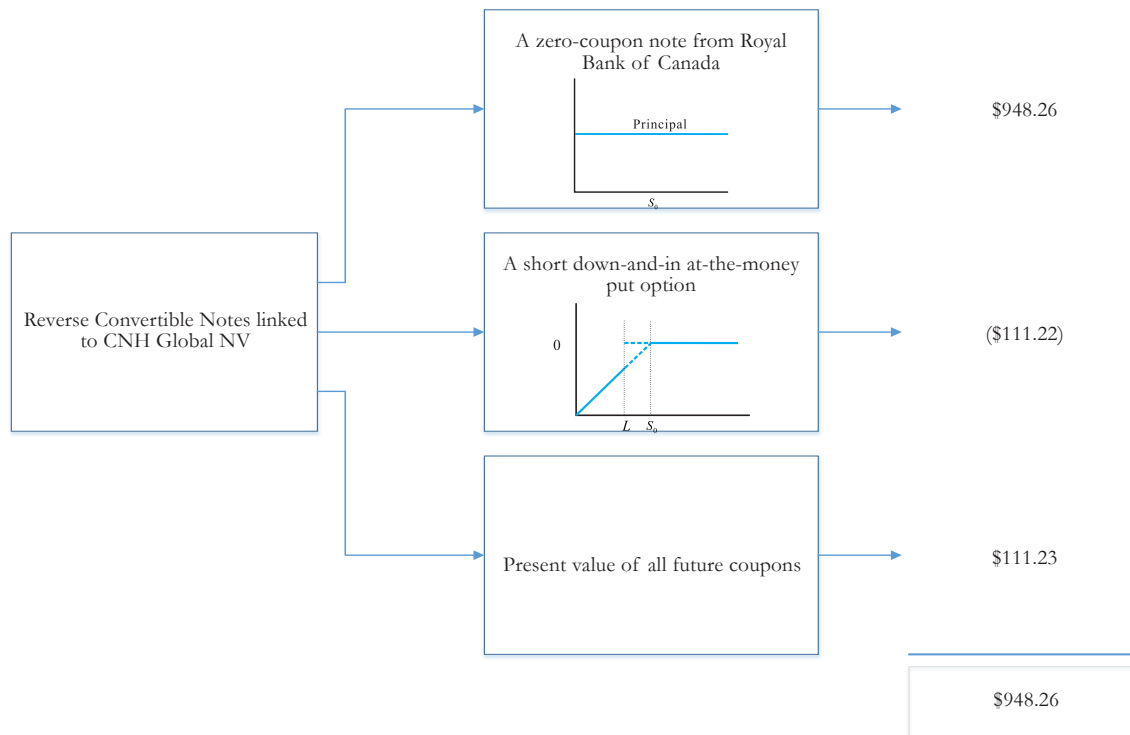 A zero-coupon note from Royal
Bank of Canada
Principal
S₀
$948.26
Reverse Convertible Notes linked
to CNH Global NV
A short down-and-in at-the-money
put option
0
L S₀
($111.22)
Present value of all future coupons
$111.23
$948.26